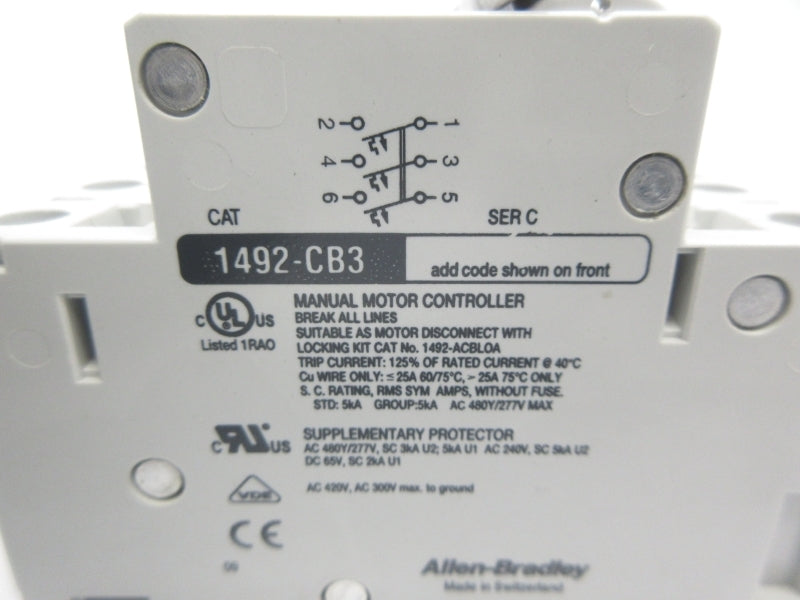 2 1
4 3
6 5
CAT SER C
1492-CB3 add code shown on front
MANUAL MOTOR CONTROLLER
BREAK ALL LINES
SUITABLE AS MOTOR DISCONNECT WITH
LOCKING KIT CAT No. 1492-ACBLOA
TRIP CURRENT: 125% OF RATED CURRENT @ 40°C
Cu WIRE ONLY: ≤ 25A 60/75°C, > 25A 75°C ONLY
S. C. RATING, RMS SYM AMPS, WITHOUT FUSE.
STD: 5kA GROUP:5kA AC 480Y/277V MAX
C UL US
Listed 1RAO
C RU US
SUPPLEMENTARY PROTECTOR
AC 480Y/277V, SC 3kA U2; 5kA U1 AC 240V, SC 5kA U2
DC 65V, SC 2kA U1
VDE
AC 420V, AC 300V max. to ground
CE
Allen-Bradley
Made in Switzerland